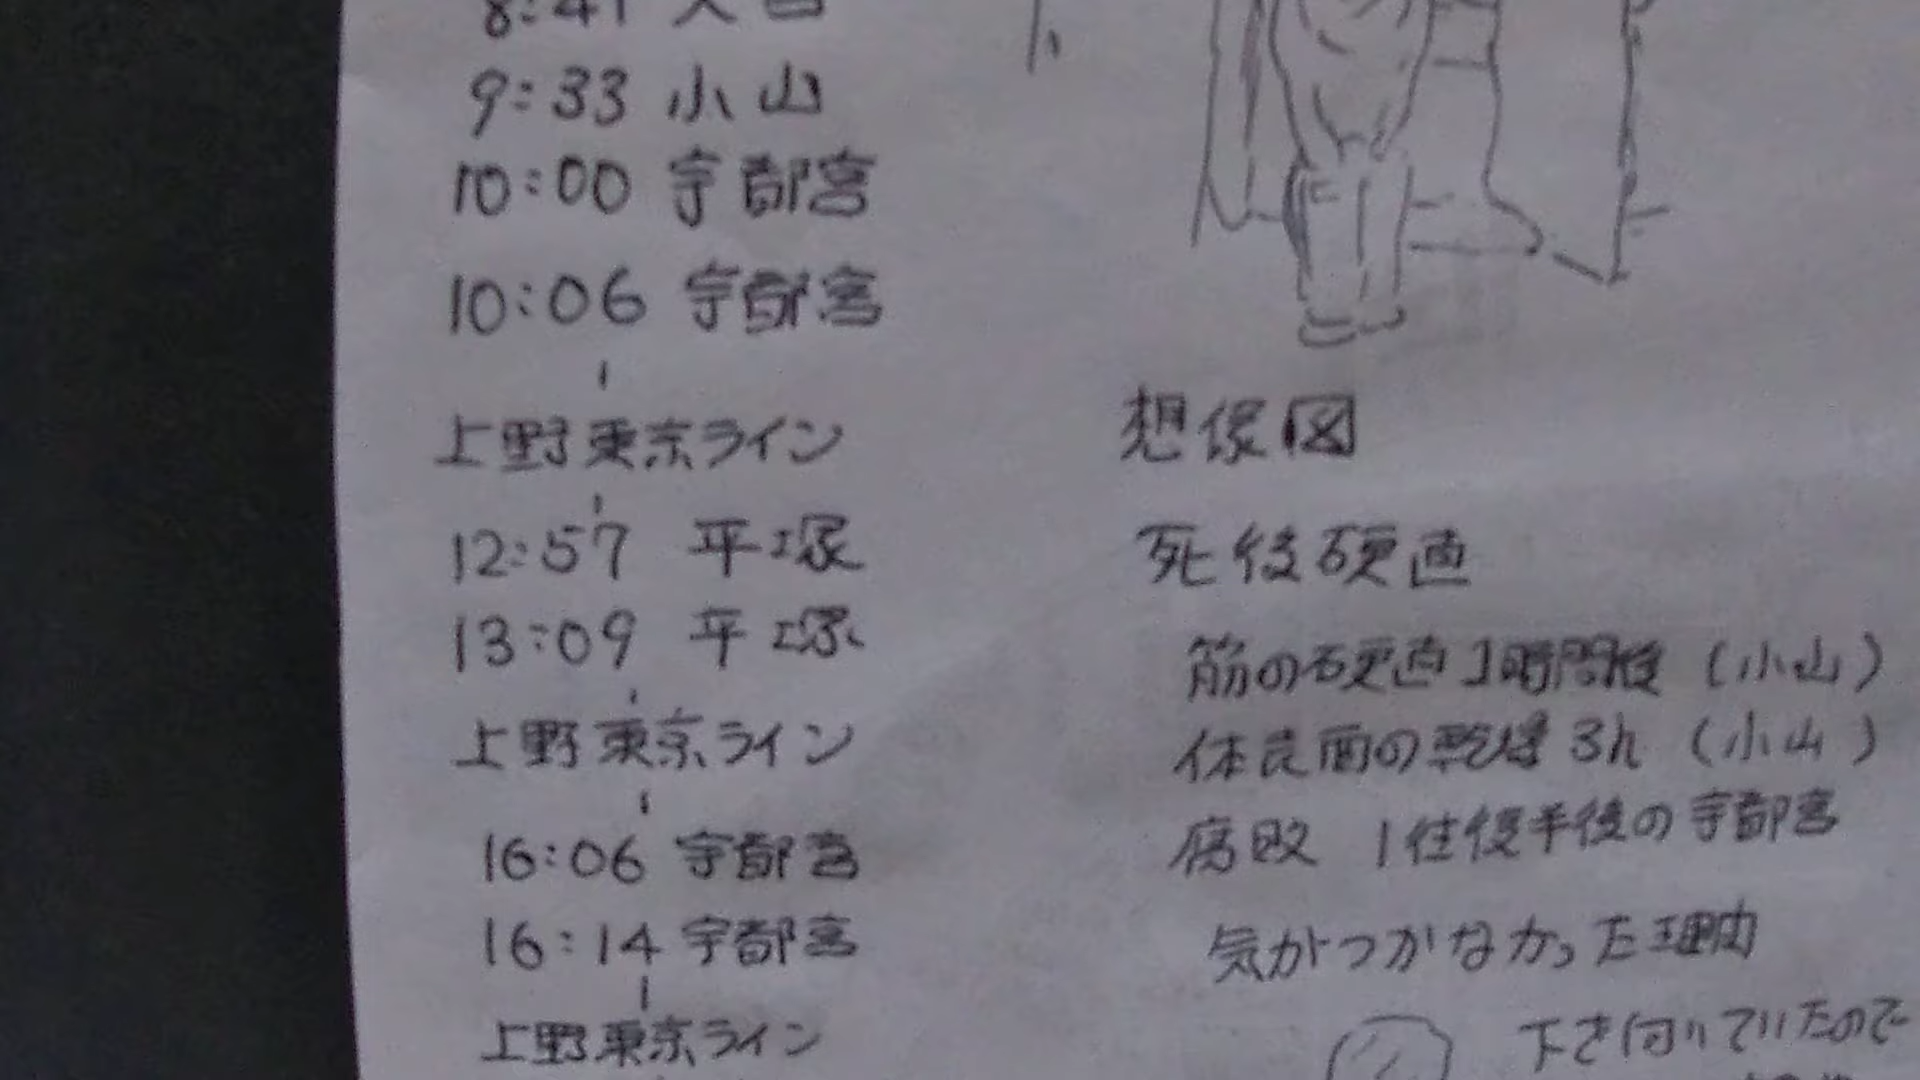 8:41 大宮
9:33 小山
10:00 宇都宮
10:06 宇都宮
上野東京ライン
12:57 平塚
13:09 平塚
上野東京ライン
16:06 宇都宮
16:14 宇都宮
上野東京ライン
想像図
死後硬直
筋の硬直 1時間後 (小山)
体表面の乾燥 3h (小山)
腐敗 1往復半後の宇都宮
気がつかなかった理由
下を向いていたので